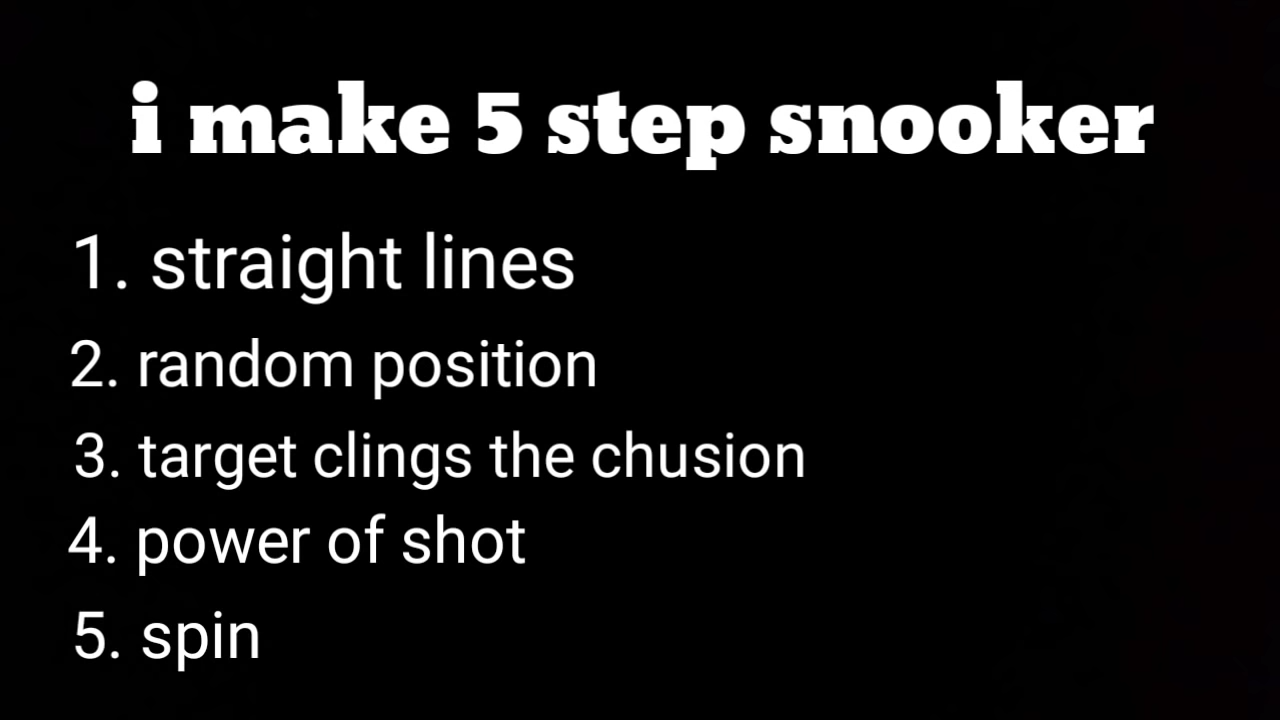 i make 5 step snooker
1. straight lines
2. random position
3. target clings the chusion
4. power of shot
5. spin